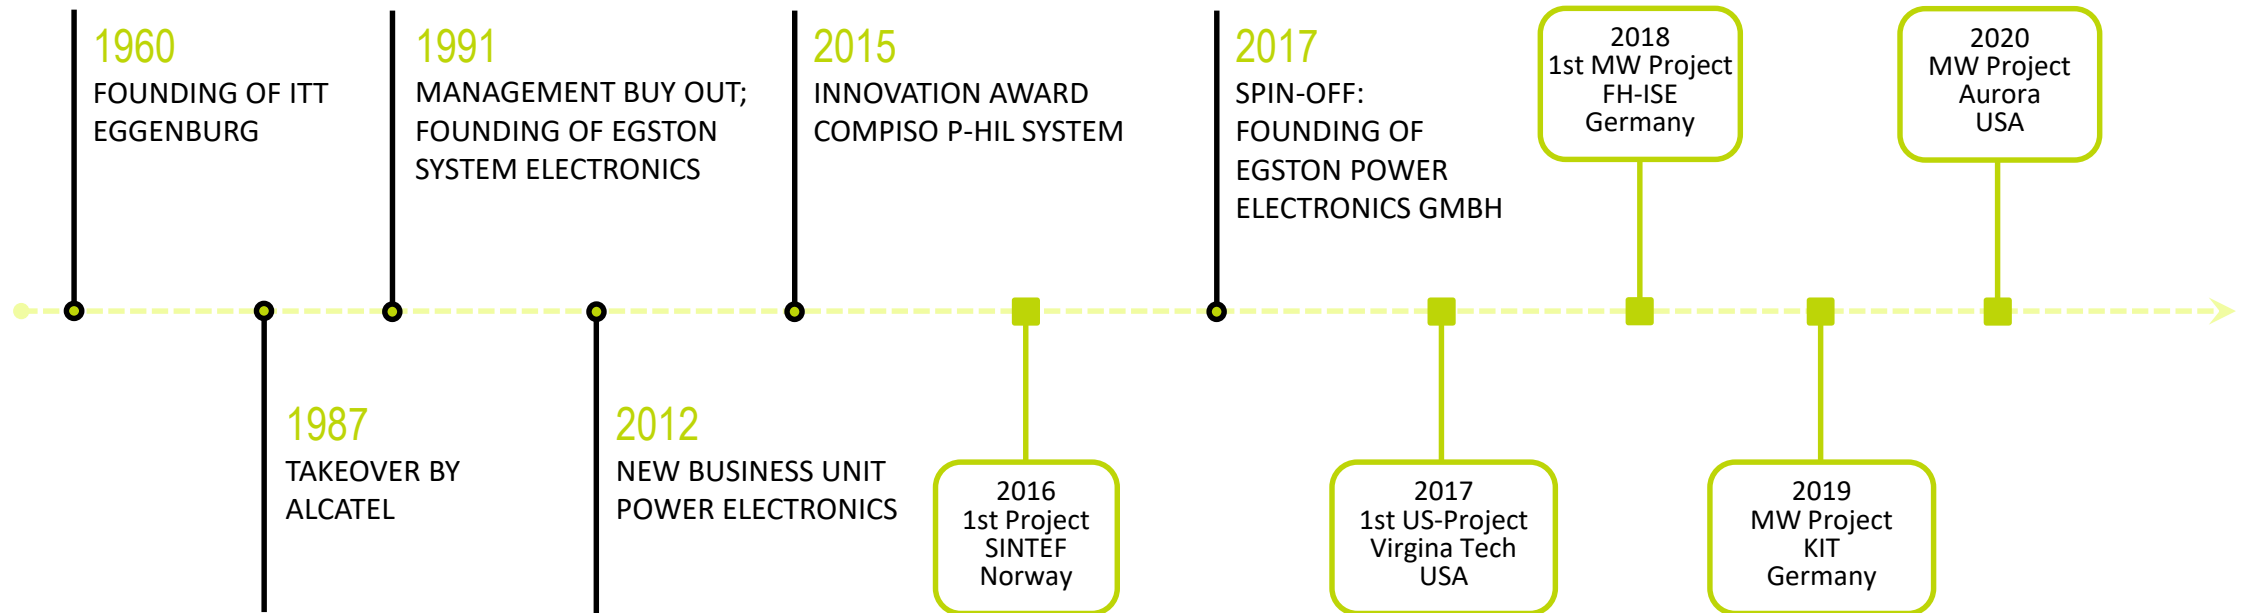 1960
FOUNDING OF ITT
EGGENBURG
1987
TAKEOVER BY
ALCATEL
1991
MANAGEMENT BUY OUT;
FOUNDING OF EGSTON
SYSTEM ELECTRONICS
2012
NEW BUSINESS UNIT
POWER ELECTRONICS
2015
INNOVATION AWARD
COMPISO P-HIL SYSTEM
2016
1st Project
SINTEF
Norway
2017
SPIN-OFF:
FOUNDING OF
EGSTON POWER
ELECTRONICS GMBH
2017
1st US-Project
Virgina Tech
USA
2018
1st MW Project
FH-ISE
Germany
2019
MW Project
KIT
Germany
2020
MW Project
Aurora
USA